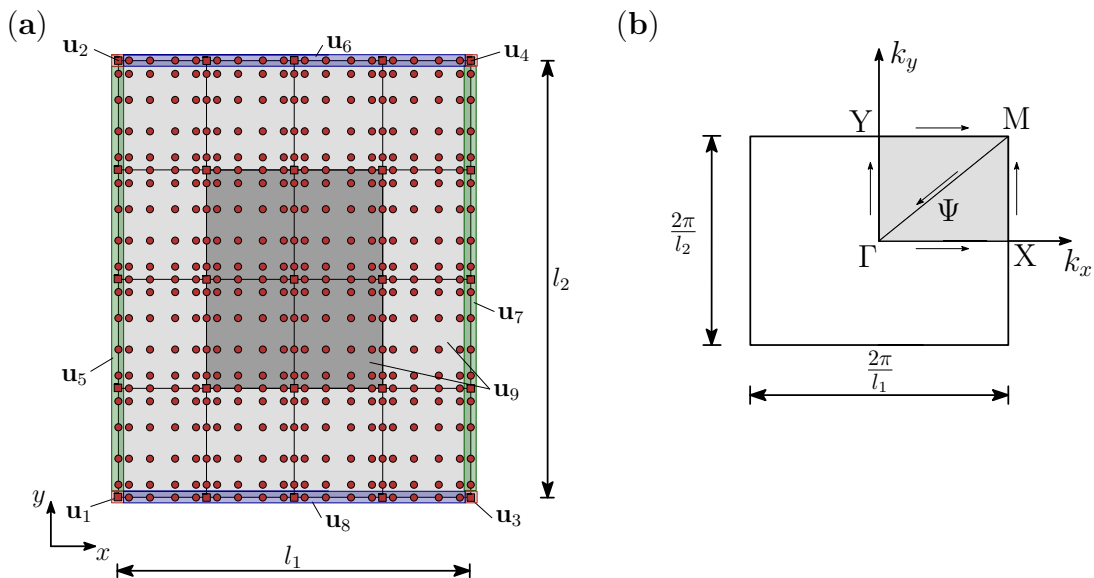 (a)
u₂
u₆
u₄
l₂
u₇
u₅
u₉
u₁
u₈
u₃
y
x
l₁
(b)
k_y
Y
M
Ψ
Γ
X
k_x
2π/l₂
2π/l₁